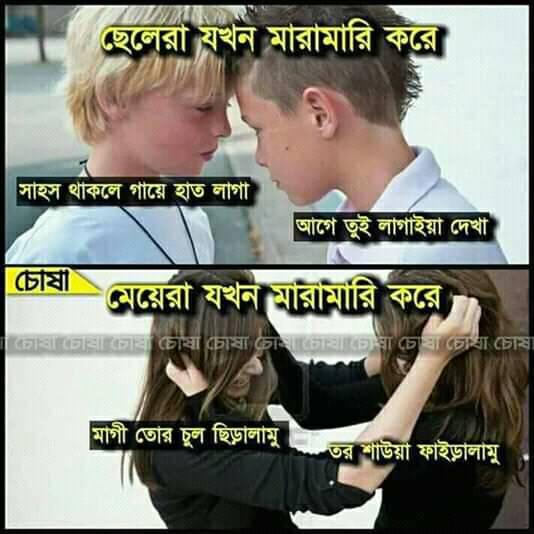 ছেলেরা যখন মারামারি করে
সাহস থাকলে গায়ে হাত লাগা
আগে তুই লাগাইয়া দেখা
চোষা
মেয়েরা যখন মারামারি করে
চোষা চোষা চোষা চোষা চোষা চোষা চোষা চোষা চোষা
মাগী তোর চুল ছিড়ালামু
তর শাউয়া ফাইড়ালামু